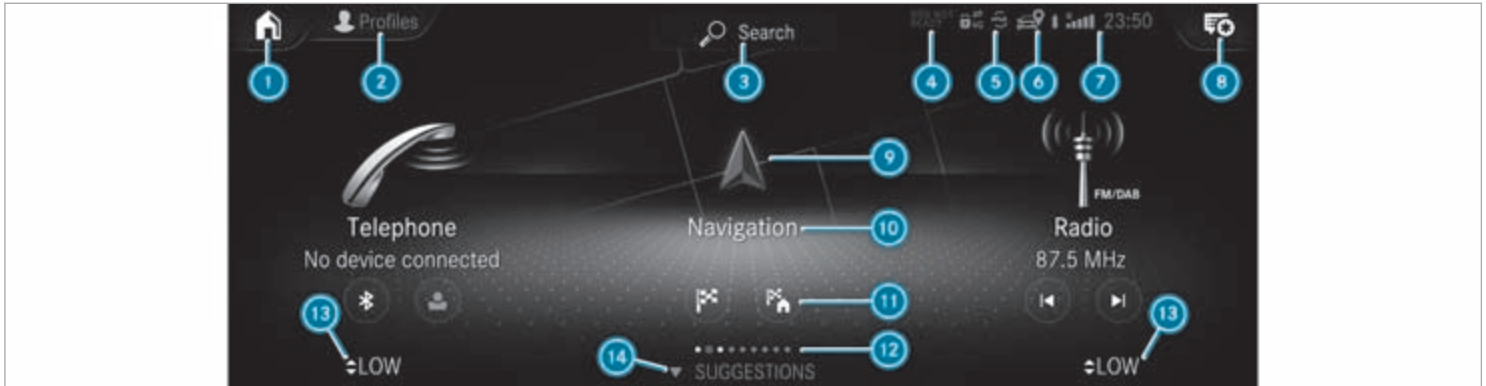 Profiles
Search
23:50
1
2
3
4
5
6
7
8
9
FM/DAB
Telephone
Navigation
10
Radio
No device connected
87.5 MHz
11
13
13
12
14
LOW
SUGGESTIONS
LOW